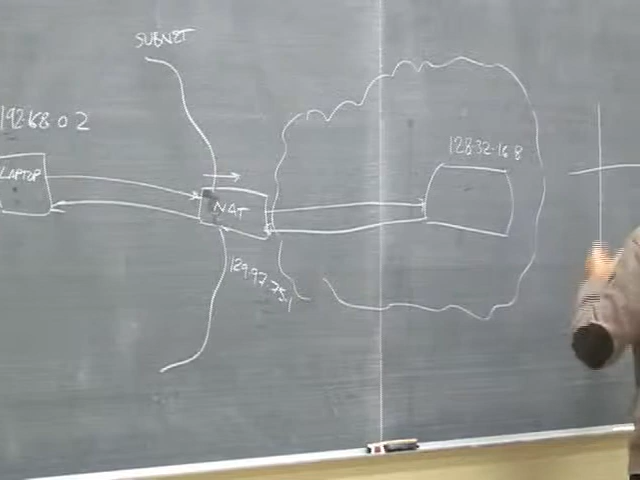 SUBNET
192.168.0.2
LAPTOP
NAT
128.32.16.8
129.97.75.1